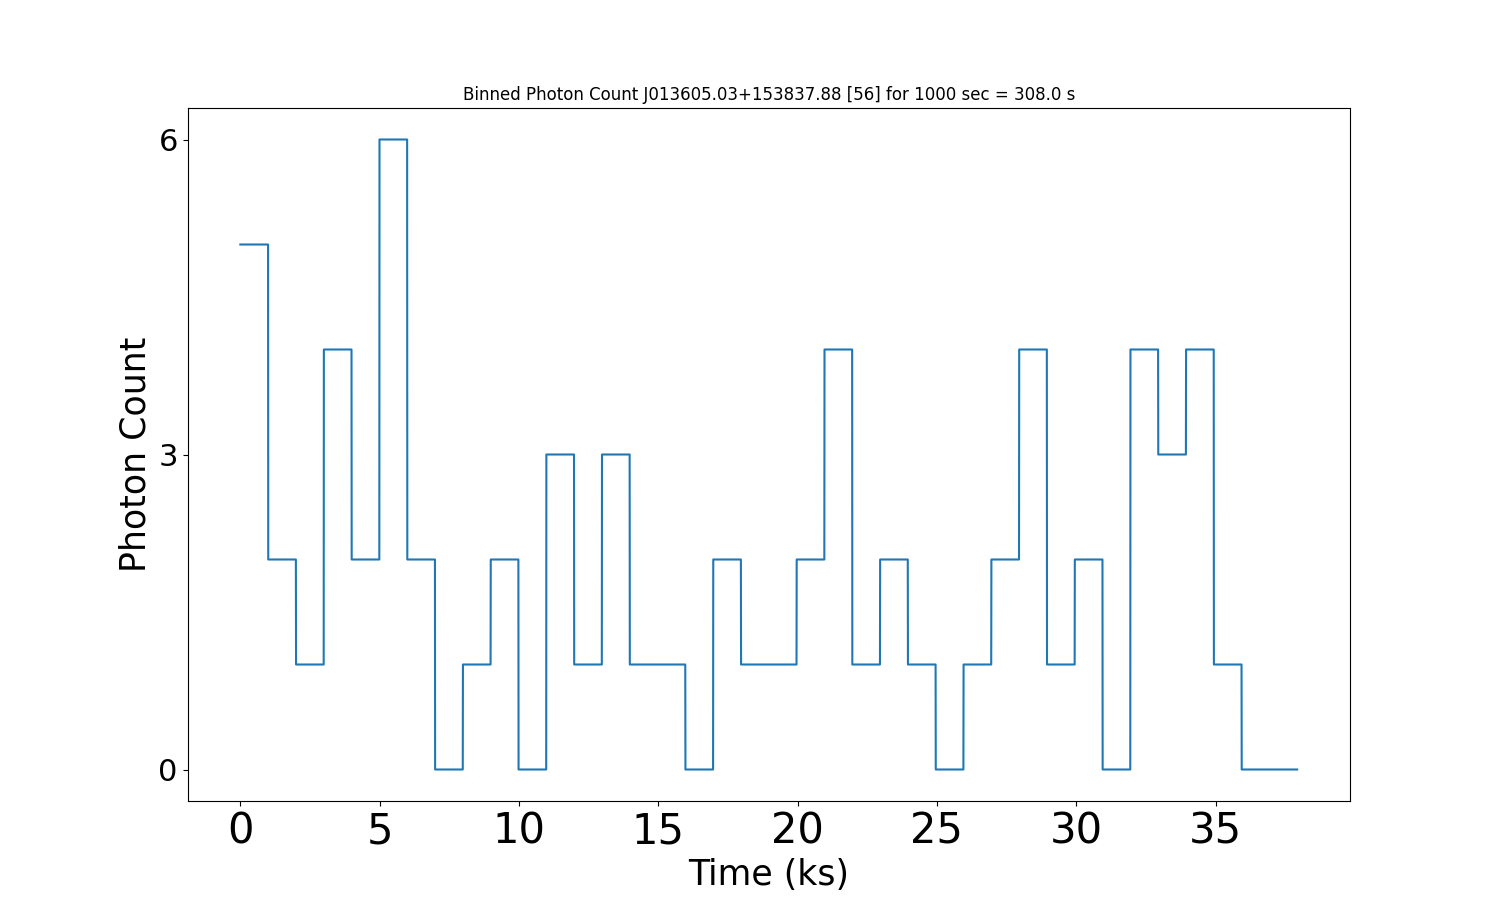 Binned Photon Count J013605.03+153837.88 [56] for 1000 sec = 308.0 s
6
3
0
Photon Count
0 5 10 15 20 25 30 35
Time (ks)